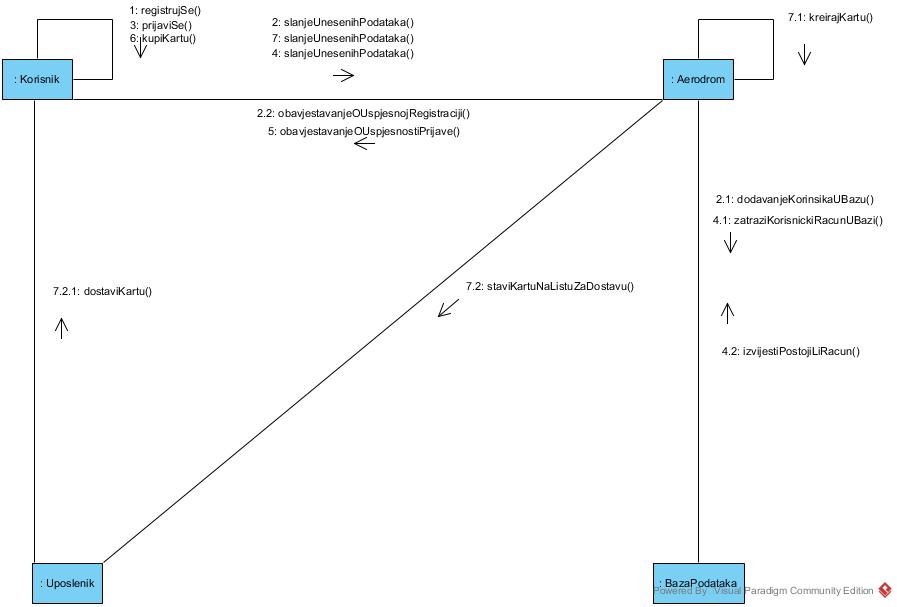 1: registrujSe()
3: prijaviSe()
6: kupiKartu()
2: slanjeUnesenihPodataka()
7: slanjeUnesenihPodataka()
4: slanjeUnesenihPodataka()
7.1: kreirajKartu()
: Korisnik
: Aerodrom
2.2: obavjestavanjeOUspjesnojRegistraciji()
5: obavjestavanjeOUspjesnostiPrijave()
2.1: dodavanjeKorinsikaUBazu()
4.1: zatraziKorisnickiRacunUBazi()
7.2.1: dostaviKartu()
7.2: staviKartuNaListuZaDostavu()
4.2: izvijestiPostojiLiRacun()
: Uposlenik
: BazaPodataka
Powered By Visual Paradigm Community Edition